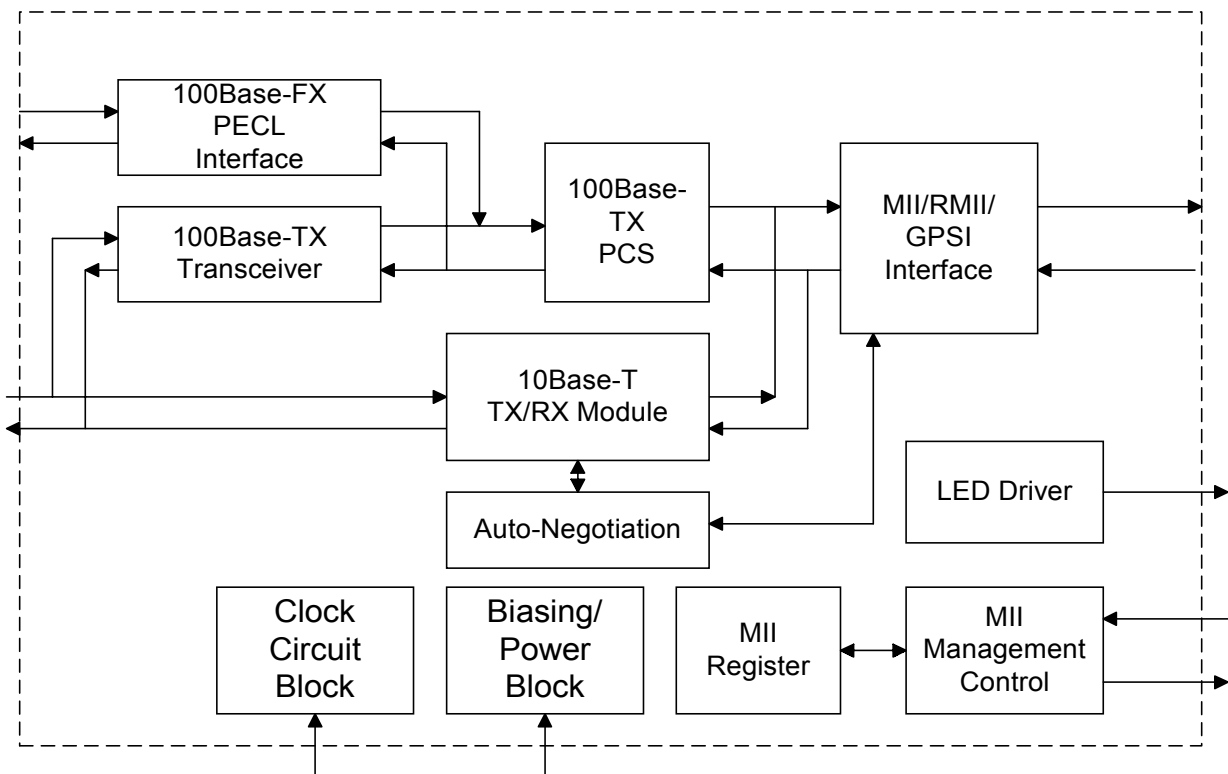 100Base-FX
PECL
Interface
100Base-TX
Transceiver
100Base-
TX
PCS
MII/RMII/
GPSI
Interface
10Base-T
TX/RX Module
Auto-Negotiation
LED Driver
Clock
Circuit
Block
Biasing/
Power
Block
MII
Register
MII
Management
Control